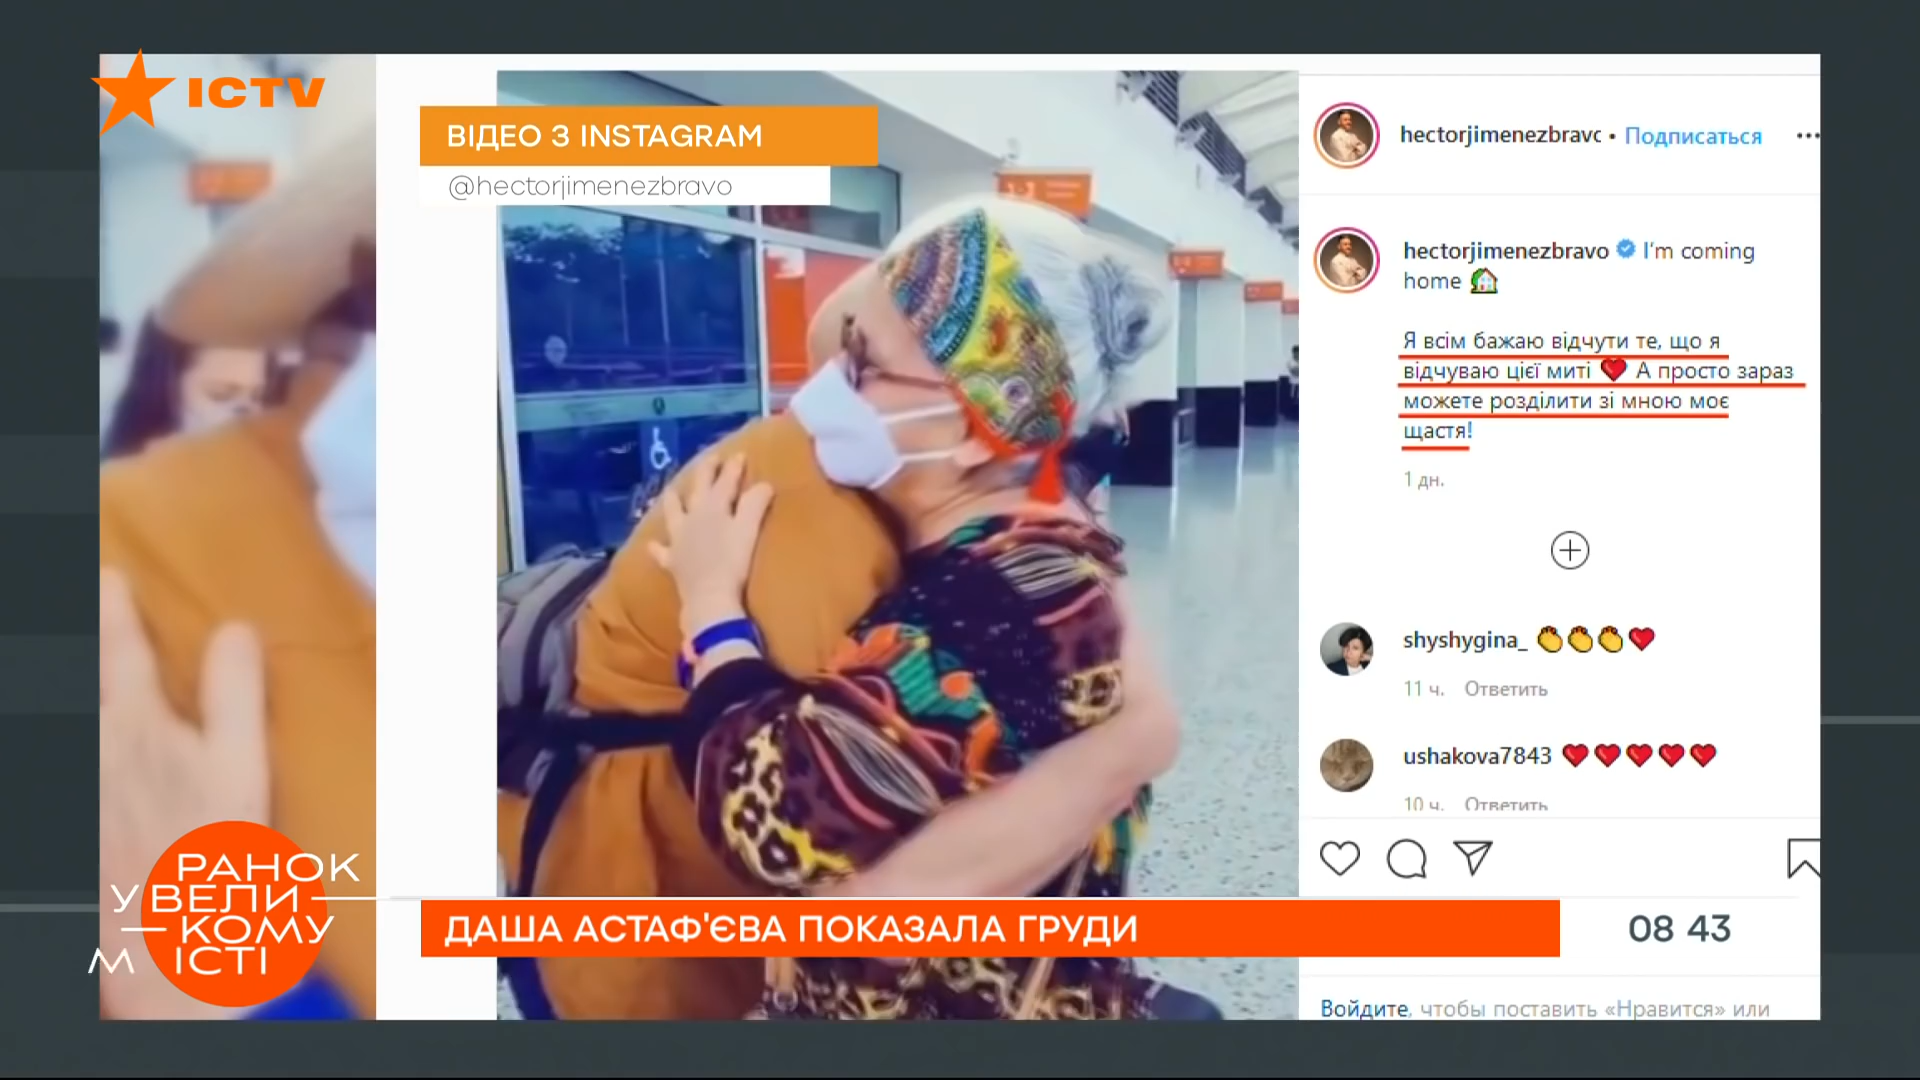 ICTV
ВІДЕО З INSTAGRAM
@hectorjimenezbravo
hectorjimenezbravo • Подписаться
hectorjimenezbravo I'm coming
home
Я всім бажаю відчути те, що я
відчуваю цієї миті А просто зараз
можете розділити зі мною моє
щастя!
1 дн.
shyshygina_
11 ч. Ответить
ushakova7843
10 ч. Ответить
РАНОК
У ВЕЛИ
КОМУ
МІСТІ
ДАША АСТАФ'ЄВА ПОКАЗАЛА ГРУДИ
08 43
Войдите, чтобы поставить «Нравится» или